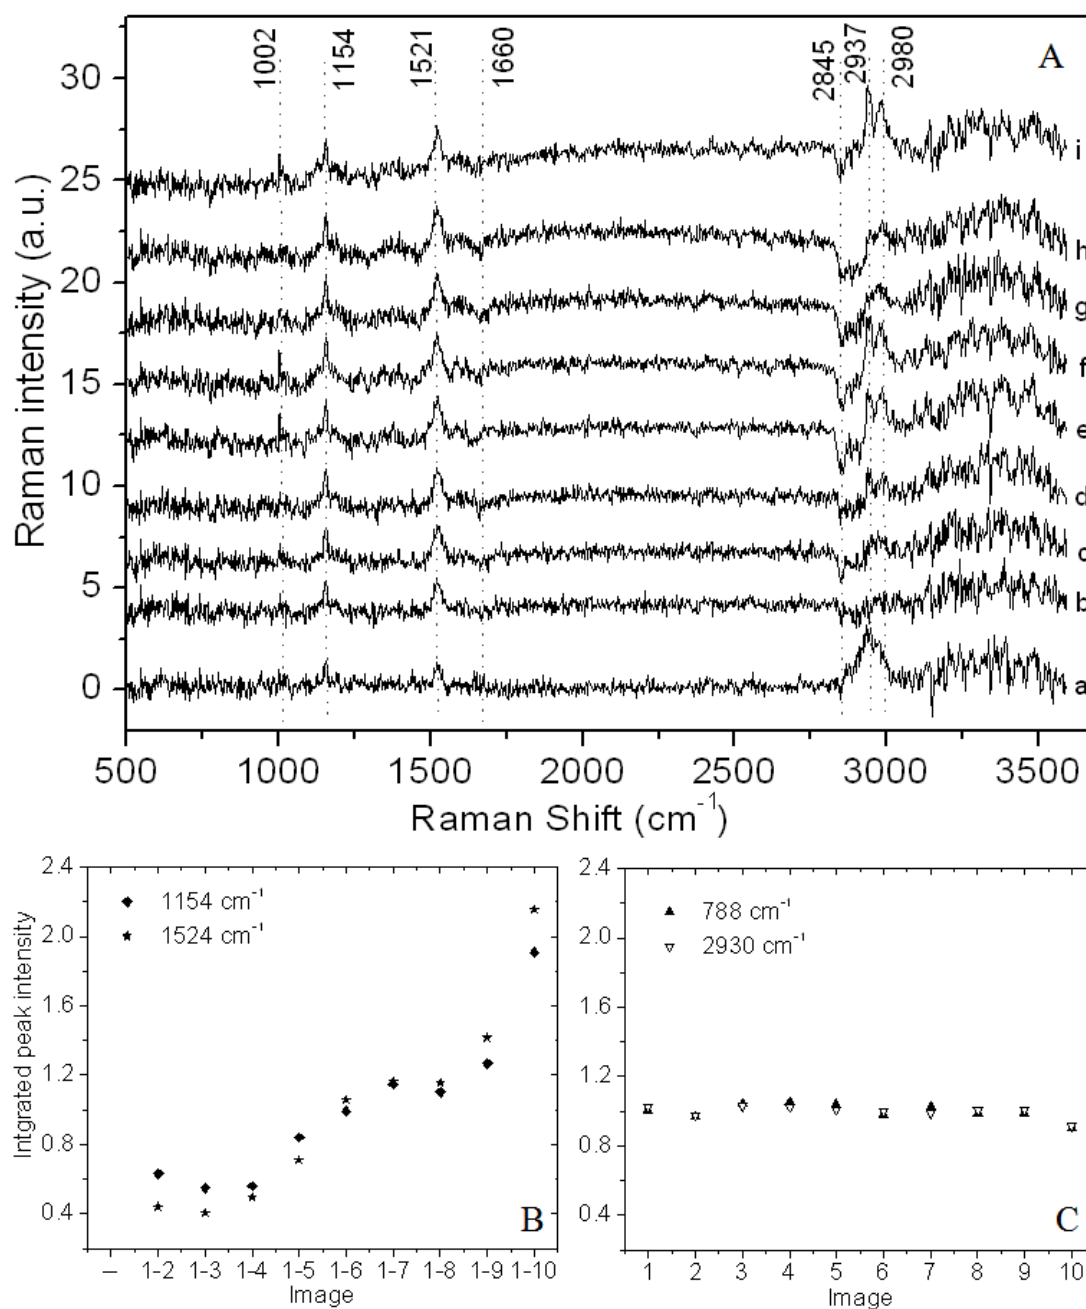 1002
1154
1521
1660
2845
2937
2980
A
30
25
20
15
10
5
0
Raman intensity (a.u.)
i
h
g
f
e
d
c
b
a
500 1000 1500 2000 2500 3000 3500
Raman Shift (cm⁻¹)
2.4
2.0
1.6
1.2
0.8
0.4
Intgrated peak intensity
1154 cm⁻¹
1524 cm⁻¹
B
– 1-2 1-3 1-4 1-5 1-6 1-7 1-8 1-9 1-10
Image
2.4
2.0
1.6
1.2
0.8
0.4
788 cm⁻¹
2930 cm⁻¹
C
1 2 3 4 5 6 7 8 9 10
Image